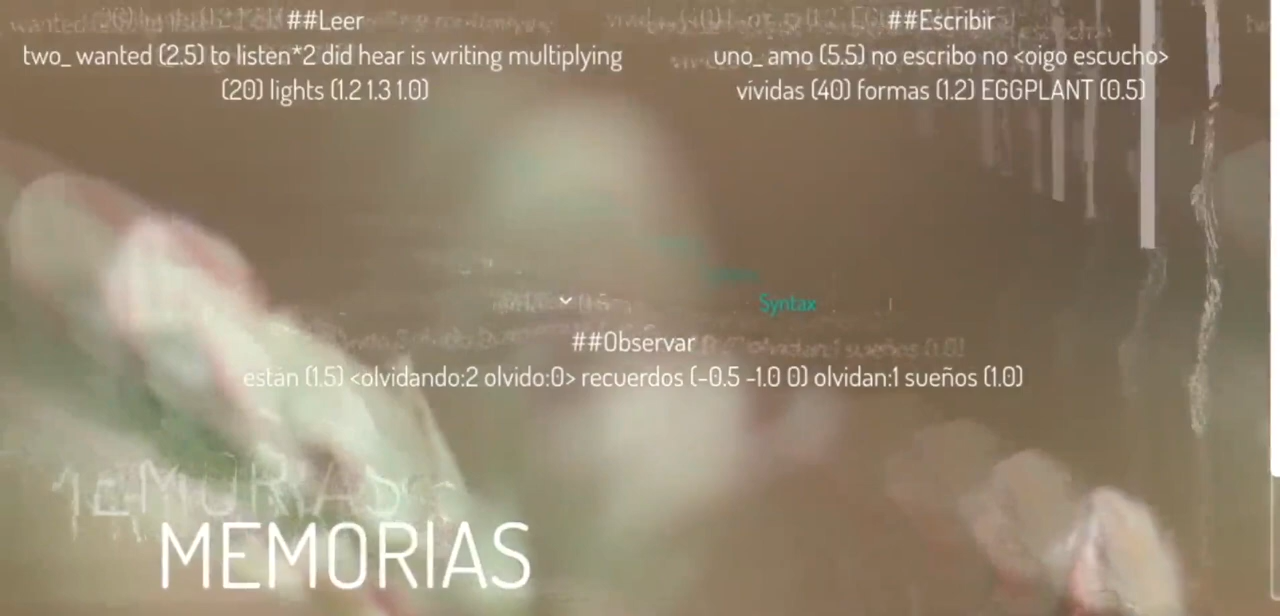 ##Leer
two_ wanted (2.5) to listen*2 did hear is writing multiplying
(20) lights (1.2 1.3 1.0)
##Escribir
uno_ amo (5.5) no escribo no <oigo escucho>
vívidas (40) formas (1.2) EGGPLANT (0.5)
Syntax
##Observar
están (1.5) <olvidando:2 olvido:0> recuerdos (-0.5 -1.0 0) olvidan:1 sueños (1.0)
MEMORIAS